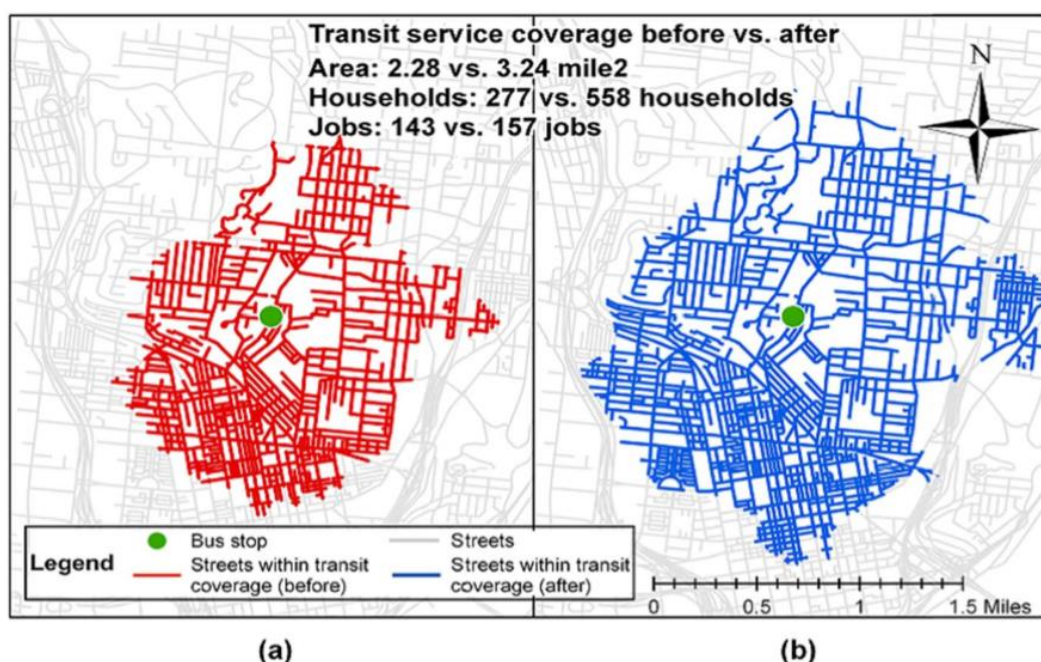 Transit service coverage before vs. after
Area: 2.28 vs. 3.24 mile2
Households: 277 vs. 558 households
Jobs: 143 vs. 157 jobs
N
Legend
Bus stop
Streets
Streets within transit
coverage (before)
Streets within transit
coverage (after)
0 0.5 1 1.5 Miles
(a) (b)